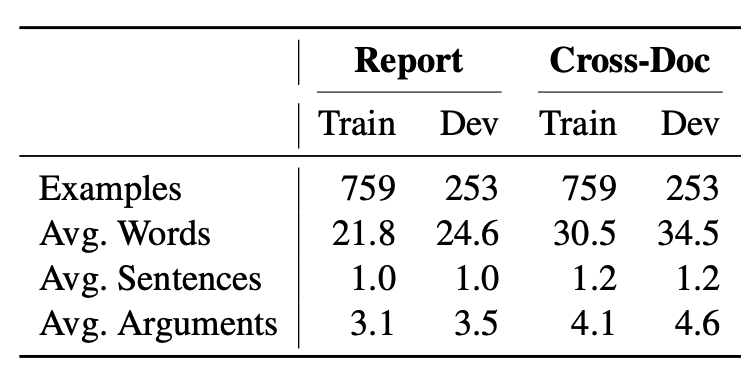 Report Cross-Doc
Train Dev Train Dev
Examples 759 253 759 253
Avg. Words 21.8 24.6 30.5 34.5
Avg. Sentences 1.0 1.0 1.2 1.2
Avg. Arguments 3.1 3.5 4.1 4.6